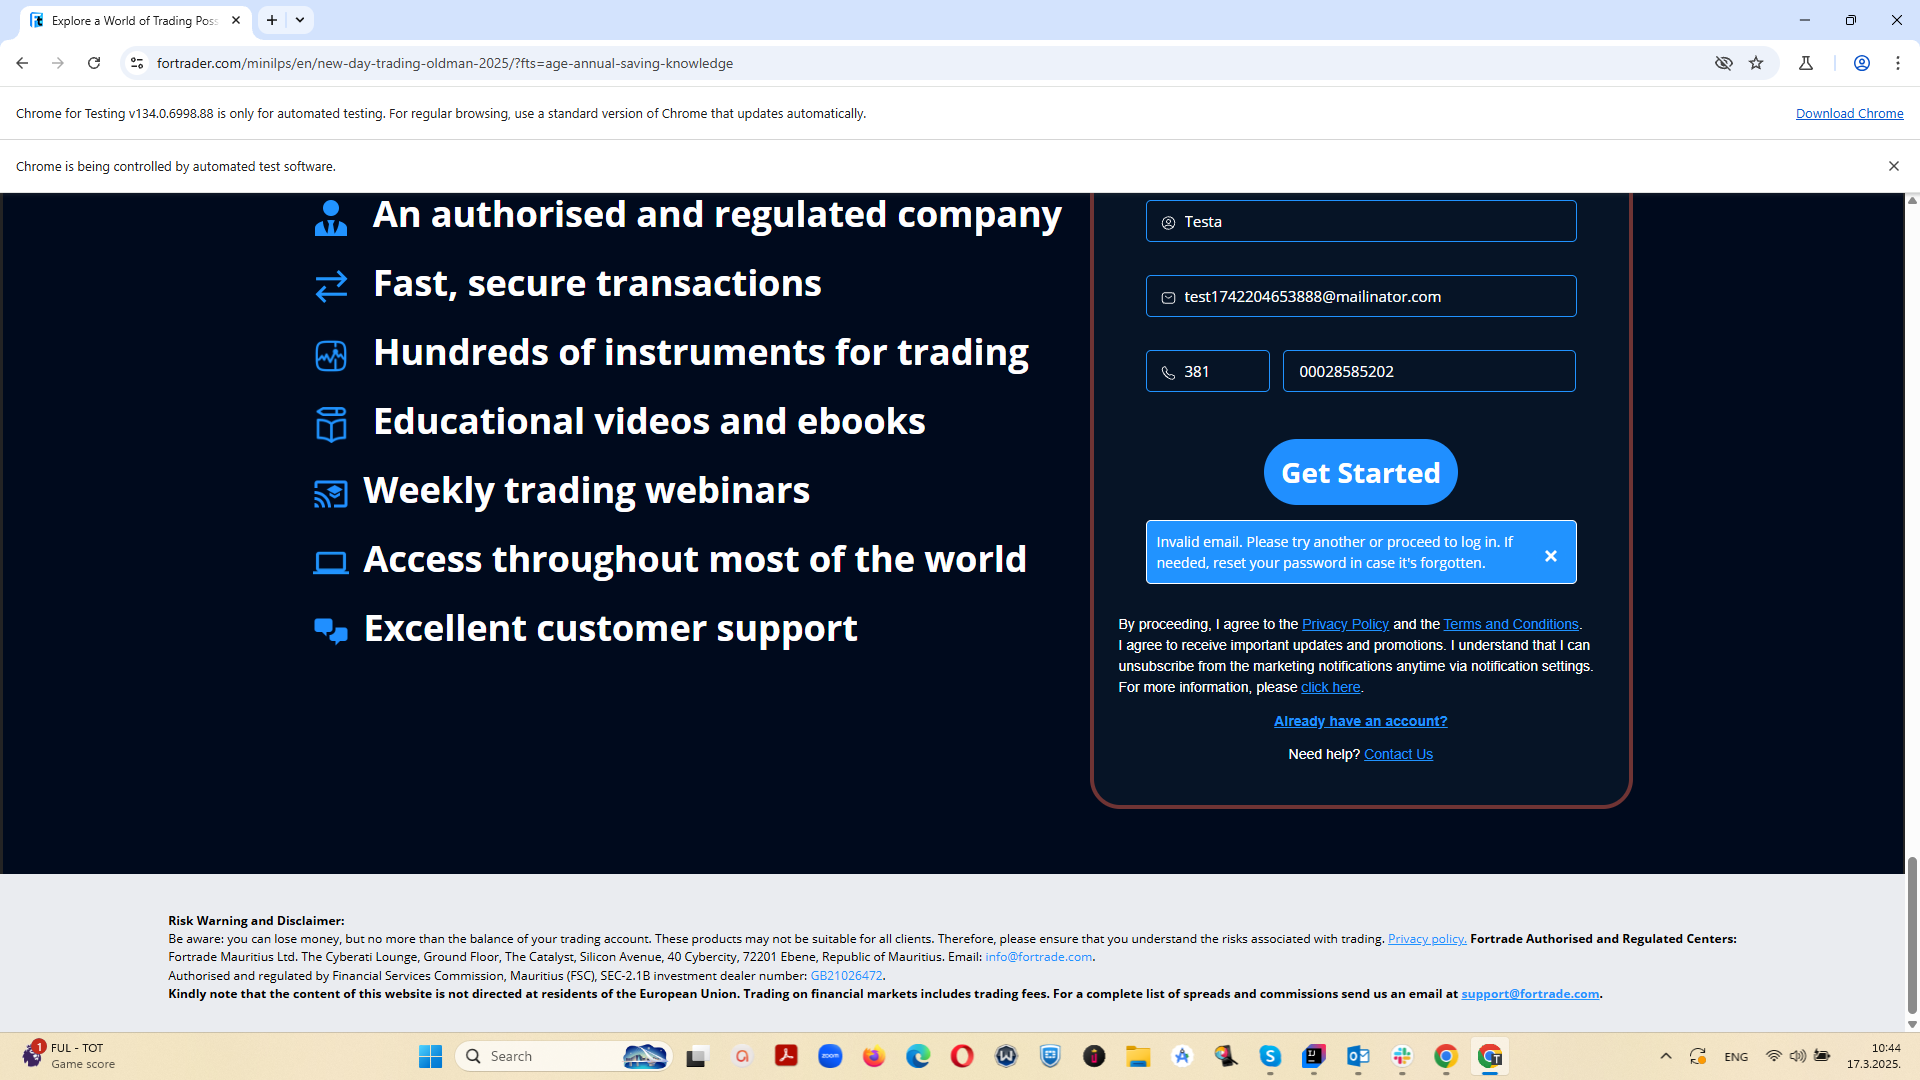 Explore a World of Trading Poss
fortrader.com/minilps/en/new-day-trading-oldman-2025/?fts=age-annual-saving-knowledge
Chrome for Testing v134.0.6998.88 is only for automated testing. For regular browsing, use a standard version of Chrome that updates automatically.
Download Chrome
Chrome is being controlled by automated test software.
An authorised and regulated company
Fast, secure transactions
Hundreds of instruments for trading
Educational videos and ebooks
Weekly trading webinars
Access throughout most of the world
Excellent customer support
Testa
test1742204653888@mailinator.com
381
00028585202
Get Started
Invalid email. Please try another or proceed to log in. If
needed, reset your password in case it's forgotten.
By proceeding, I agree to the Privacy Policy and the Terms and Conditions.
I agree to receive important updates and promotions. I understand that I can
unsubscribe from the marketing notifications anytime via notification settings.
For more information, please click here.
Already have an account?
Need help? Contact Us
Risk Warning and Disclaimer:
Be aware: you can lose money, but no more than the balance of your trading account. These products may not be suitable for all clients. Therefore, please ensure that you understand the risks associated with trading. Privacy policy. Fortrade Authorised and Regulated Centers:
Fortrade Mauritius Ltd. The Cyberati Lounge, Ground Floor, The Catalyst, Silicon Avenue, 40 Cybercity, 72201 Ebene, Republic of Mauritius. Email: info@fortrade.com.
Authorised and regulated by Financial Services Commission, Mauritius (FSC), SEC-2.1B investment dealer number: GB21026472.
Kindly note that the content of this website is not directed at residents of the European Union. Trading on financial markets includes trading fees. For a complete list of spreads and commissions send us an email at support@fortrade.com.
1
FUL - TOT
Game score
Search
zoom
ENG
10:44
17.3.2025.